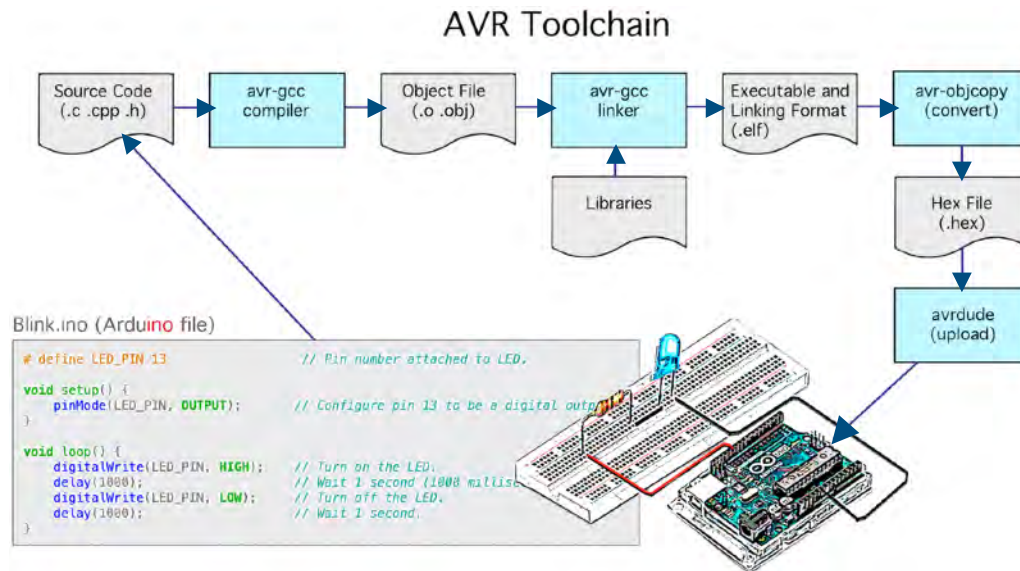 AVR Toolchain
Source Code
(.c .cpp .h)
avr-gcc
compiler
Object File
(.o .obj)
avr-gcc
linker
Executable and
Linking Format
(.elf)
avr-objcopy
(convert)
Libraries
Hex File
(.hex)
avrdude
(upload)
Blink.ino (Arduino file)
# define LED_PIN 13 // Pin number attached to LED.
void setup() {
pinMode(LED_PIN, OUTPUT); // Configure pin 13 to be a digital outp
}
void loop() {
digitalWrite(LED_PIN, HIGH); // Turn on the LED.
delay(1000); // Wait 1 second (1000 millise
digitalWrite(LED_PIN, LOW); // Turn off the LED.
delay(1000); // Wait 1 second.
}